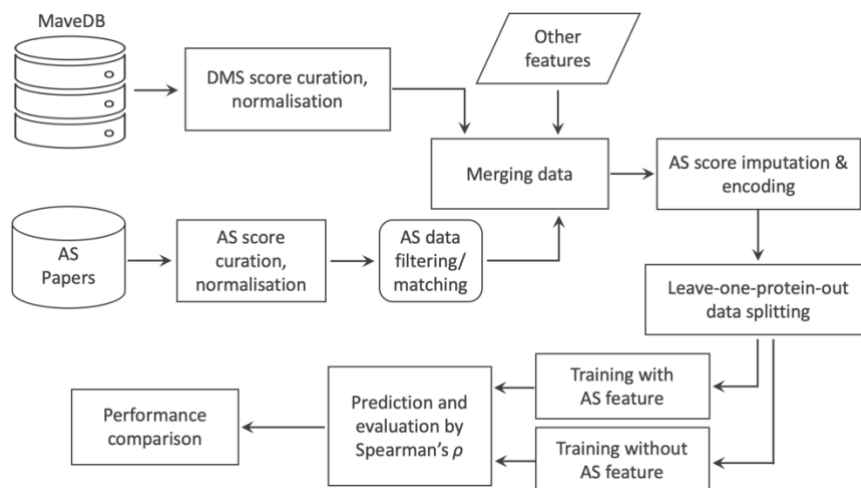 MaveDB
DMS score curation,
normalisation
Other
features
Merging data
AS score imputation &
encoding
AS
Papers
AS score
curation,
normalisation
AS data
filtering/
matching
Leave-one-protein-out
data splitting
Training with
AS feature
Training without
AS feature
Prediction and
evaluation by
Spearman's ρ
Performance
comparison